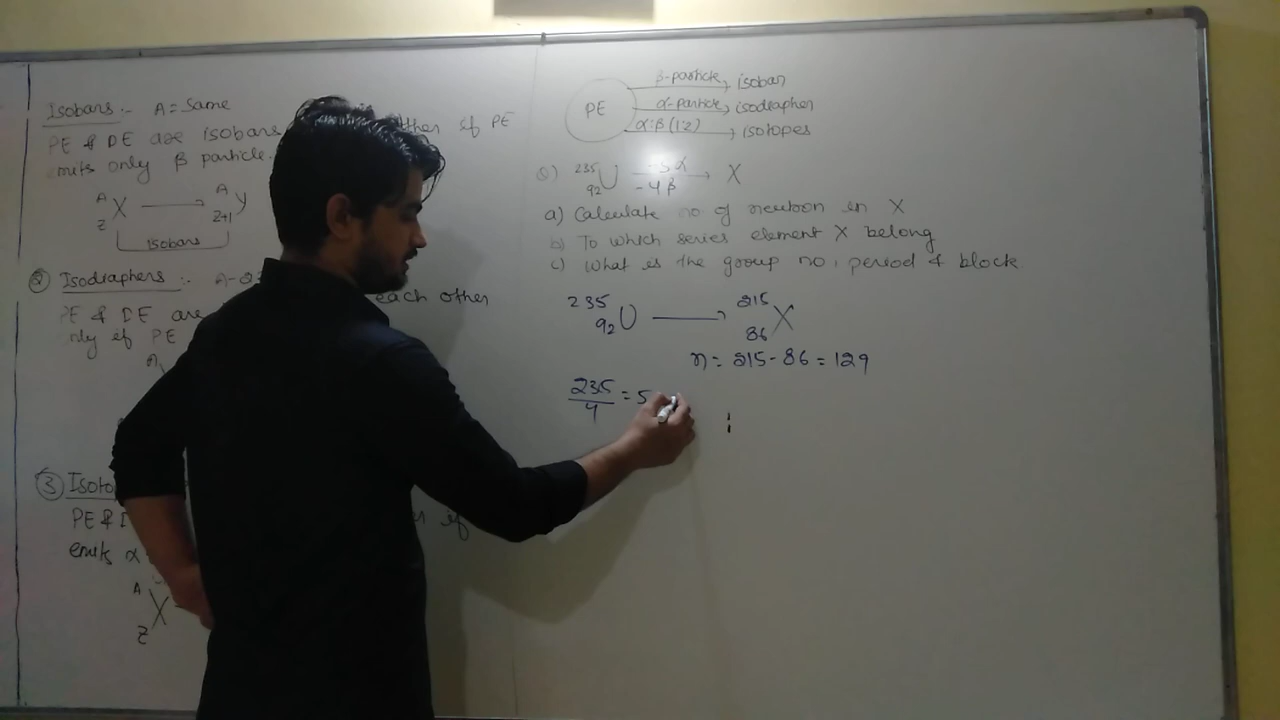 Isobars :- A = Same
PE & DE are isobars other if PE
emits only β particle.
A X → A Y
Z Z+1
isobars
② Isodiaphers :- A-2
each other
PE & DE are
only if PE
③
PE &
if
emits α
A
X
Z
PE
β-particle → isobar
α-particle → isodiapher
α:β (1:2) → isotopes
Q) 235 92 U -5α -4β → X
a) Calculate no of neutron in X
b) To which series element X belong
c) What is the group no, period & block
235 92 U → 215 86 X
n = 215 - 86 = 129
235/4 = 5